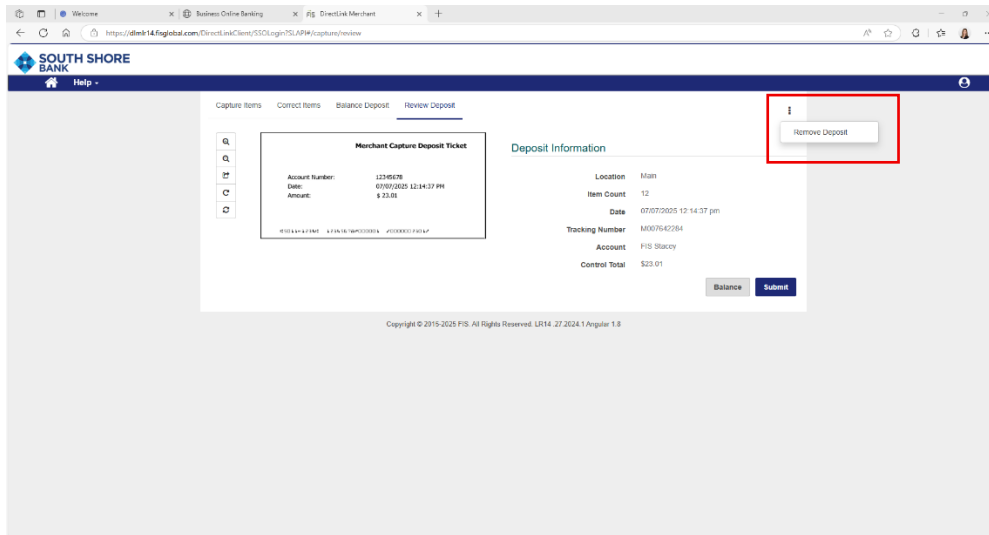 Welcome
Business Online Banking
fis DirectLink Merchant
https://dlmlr14.fisglobal.com/DirectLinkClient/SSOLogin?SLAPI#/capture/review
SOUTH SHORE
BANK
Help
Capture Items Correct Items Balance Deposit Review Deposit
Remove Deposit
Merchant Capture Deposit Ticket
Account Number: 12345678
Date: 07/07/2025 12:14:37 PM
Amount: $ 23.01
Deposit Information
Location Main
Item Count 12
Date 07/07/2025 12:14:37 pm
Tracking Number M007642284
Account FIS Stacey
Control Total $23.01
Balance Submit
Copyright © 2015-2025 FIS. All Rights Reserved. LR14 .27.2024.1 Angular 1.8